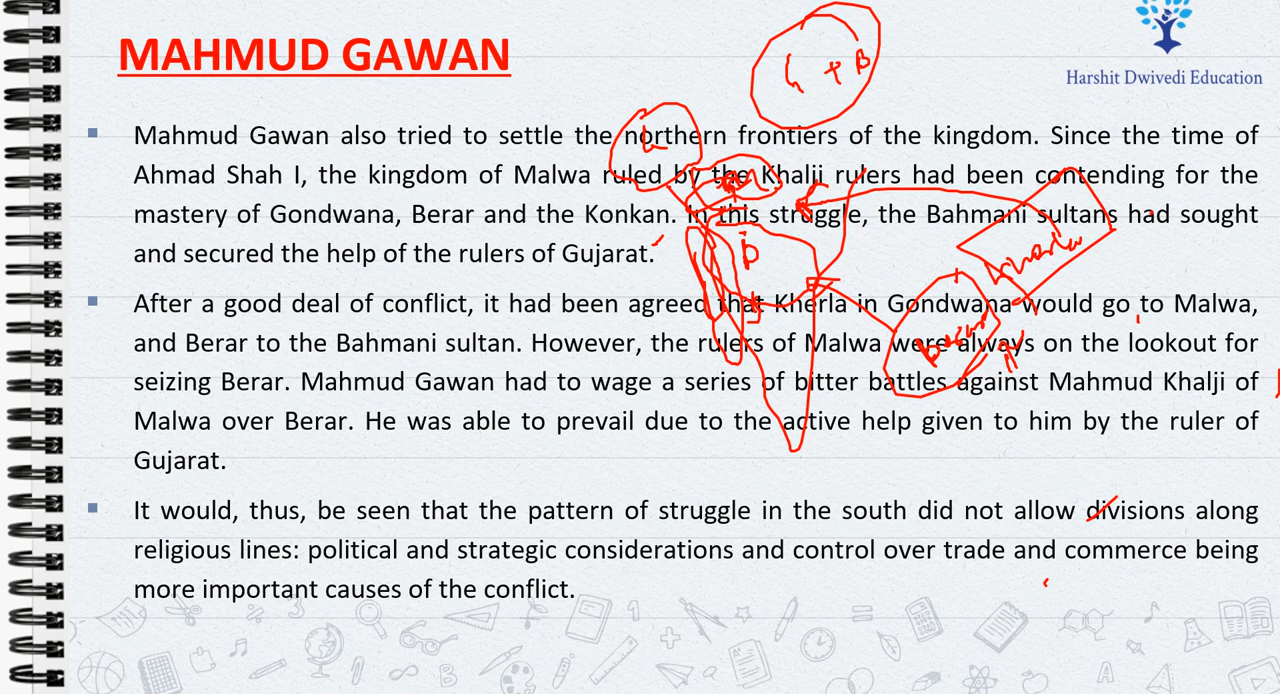 MAHMUD GAWAN
Harshit Dwivedi Education
Mahmud Gawan also tried to settle the northern frontiers of the kingdom. Since the time of
Ahmad Shah I, the kingdom of Malwa ruled by the Khalji rulers had been contending for the
mastery of Gondwana, Berar and the Konkan. In this struggle, the Bahmani sultans had sought
and secured the help of the rulers of Gujarat.
After a good deal of conflict, it had been agreed that Kherla in Gondwana would go to Malwa,
and Berar to the Bahmani sultan. However, the rulers of Malwa were always on the lookout for
seizing Berar. Mahmud Gawan had to wage a series of bitter battles against Mahmud Khalji of
Malwa over Berar. He was able to prevail due to the active help given to him by the ruler of
Gujarat.
It would, thus, be seen that the pattern of struggle in the south did not allow divisions along
religious lines: political and strategic considerations and control over trade and commerce being
more important causes of the conflict.